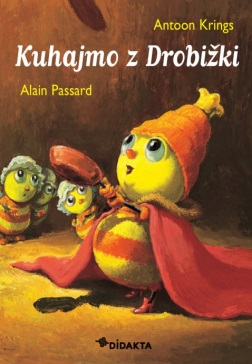 Antoon Krings
Kuhajmo z Drobižki
Alain Passard
DIDAKTA